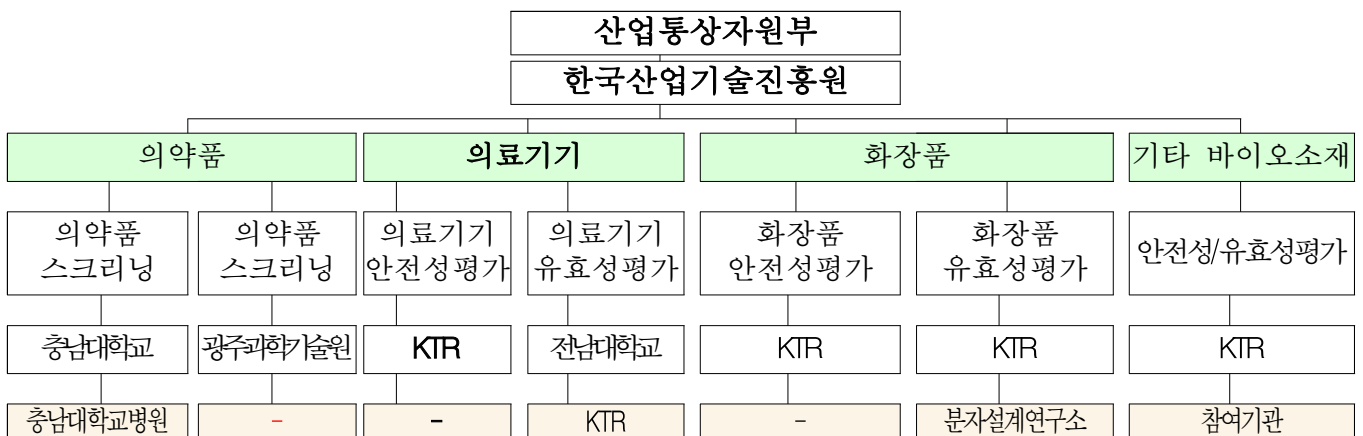 산업통상자원부
한국산업기술진흥원
의약품 의료기기 화장품 기타 바이오소재
의약품 의약품 의료기기 의료기기 화장품 화장품 안전성/유효성평가
스크리닝 스크리닝 안전성평가 유효성평가 안전성평가 유효성평가
충남대학교 광주과학기술원 KTR 전남대학교 KTR KTR KTR
충남대학교병원 - - KTR - 분자설계연구소 참여기관